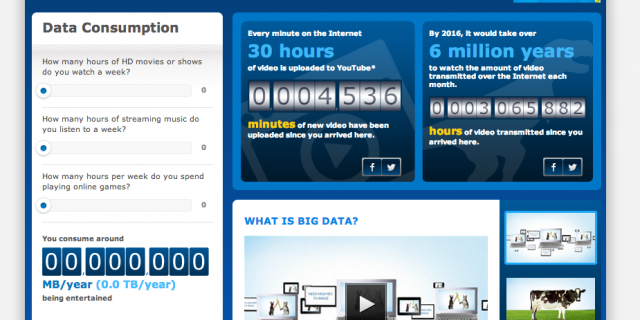 Data Consumption
How many hours of HD movies or shows
do you watch a week?
0
How many hours of streaming music do
you listen to a week?
0
How many hours per week do you spend
playing online games?
0
You consume around
00,000,000
MB/year (0.0 TB/year)
being entertained
Every minute on the Internet
30 hours
of video is uploaded to YouTube*
0004,536
minutes of new video have been
uploaded since you arrived here.
f
By 2016, it would take over
6 million years
to watch the amount of video
transmitted over the Internet each
month.
0003 065 882
hours of video transmitted since you
arrived here.
f
WHAT IS BIG DATA?